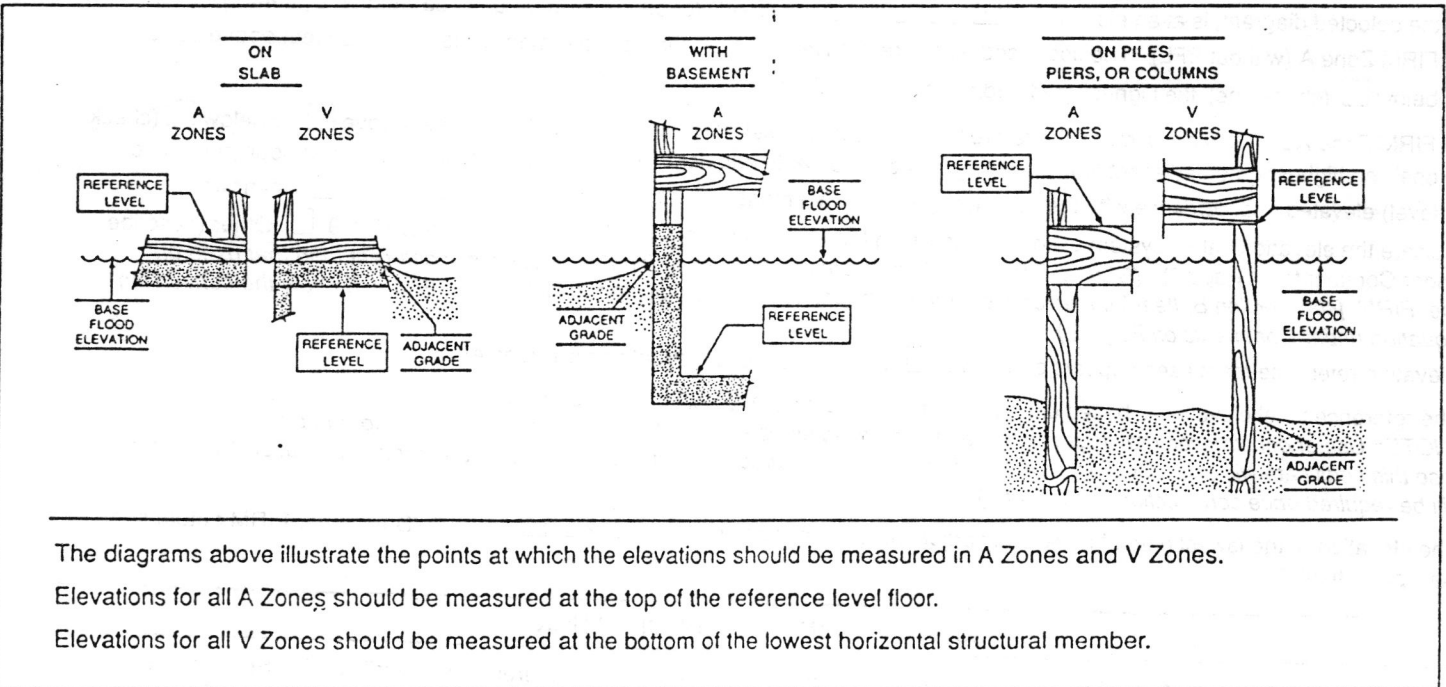 ON
SLAB
A
ZONES
V
ZONES
REFERENCE
LEVEL
BASE
FLOOD
ELEVATION
REFERENCE
LEVEL
ADJACENT
GRADE
WITH
BASEMENT
A
ZONES
BASE
FLOOD
ELEVATION
ADJACENT
GRADE
REFERENCE
LEVEL
ON PILES,
PIERS, OR COLUMNS
A
ZONES
V
ZONES
REFERENCE
LEVEL
REFERENCE
LEVEL
BASE
FLOOD
ELEVATION
ADJACENT
GRADE
The diagrams above illustrate the points at which the elevations should be measured in A Zones and V Zones.
Elevations for all A Zones should be measured at the top of the reference level floor.
Elevations for all V Zones should be measured at the bottom of the lowest horizontal structural member.